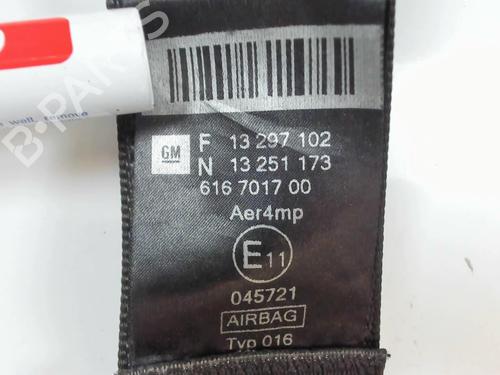 GM F 13 297 102
N 13 251 173
616 7017 00
Aer4mp
E11
045721
AIRBAG
Typ 016
B-PARTS